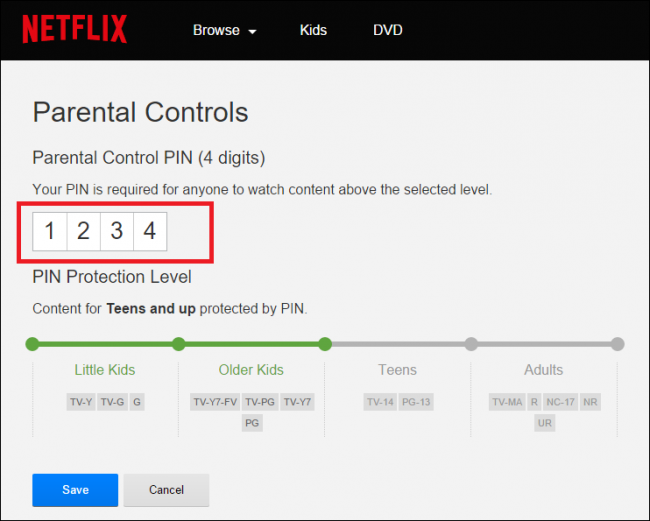 NETFLIX Browse Kids DVD
Parental Controls
Parental Control PIN (4 digits)
Your PIN is required for anyone to watch content above the selected level.
1 2 3 4
PIN Protection Level
Content for Teens and up protected by PIN.
Little Kids Older Kids Teens Adults
TV-Y TV-G G TV-Y7-FV TV-PG TV-Y7 TV-14 PG-13 TV-MA R NC-17 NR
PG UR
Save Cancel